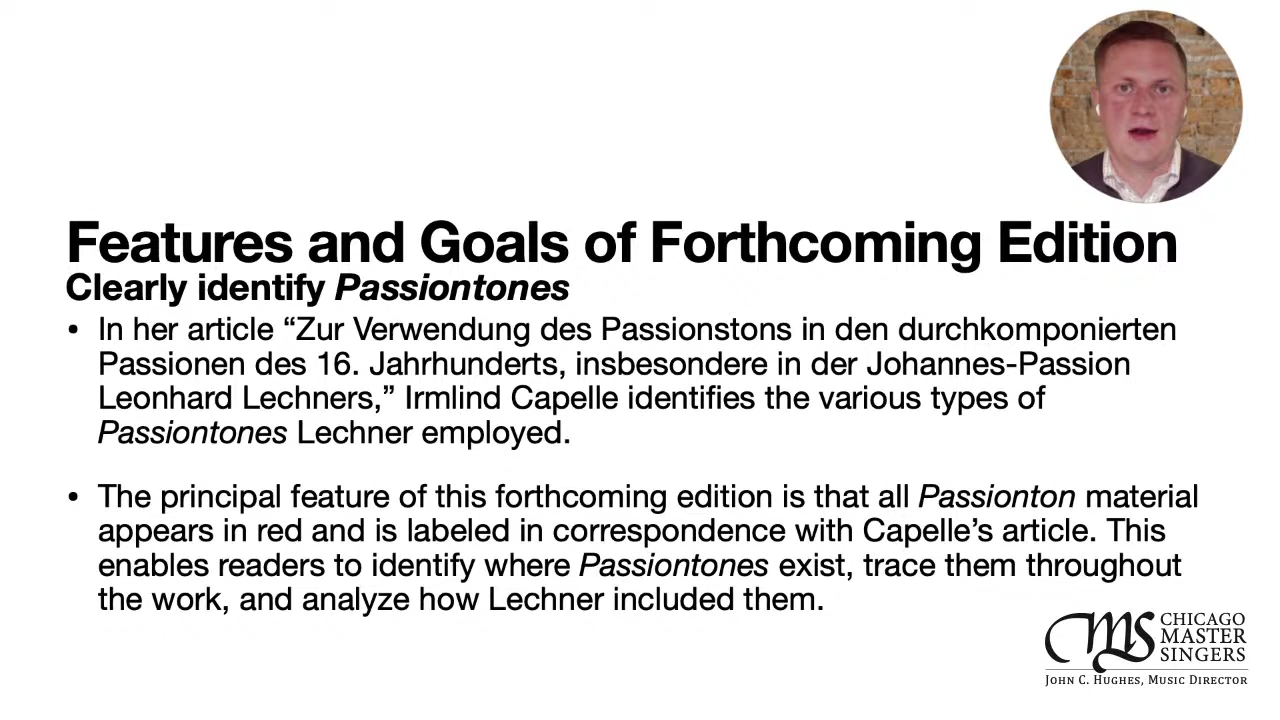 Features and Goals of Forthcoming Edition
Clearly identify Passiontones
• In her article “Zur Verwendung des Passionstons in den durchkomponierten
Passionen des 16. Jahrhunderts, insbesondere in der Johannes-Passion
Leonhard Lechners,” Irmlind Capelle identifies the various types of
Passiontones Lechner employed.
• The principal feature of this forthcoming edition is that all Passionton material
appears in red and is labeled in correspondence with Capelle’s article. This
enables readers to identify where Passiontones exist, trace them throughout
the work, and analyze how Lechner included them.
CMS CHICAGO
MASTER
SINGERS
JOHN C. HUGHES, MUSIC DIRECTOR